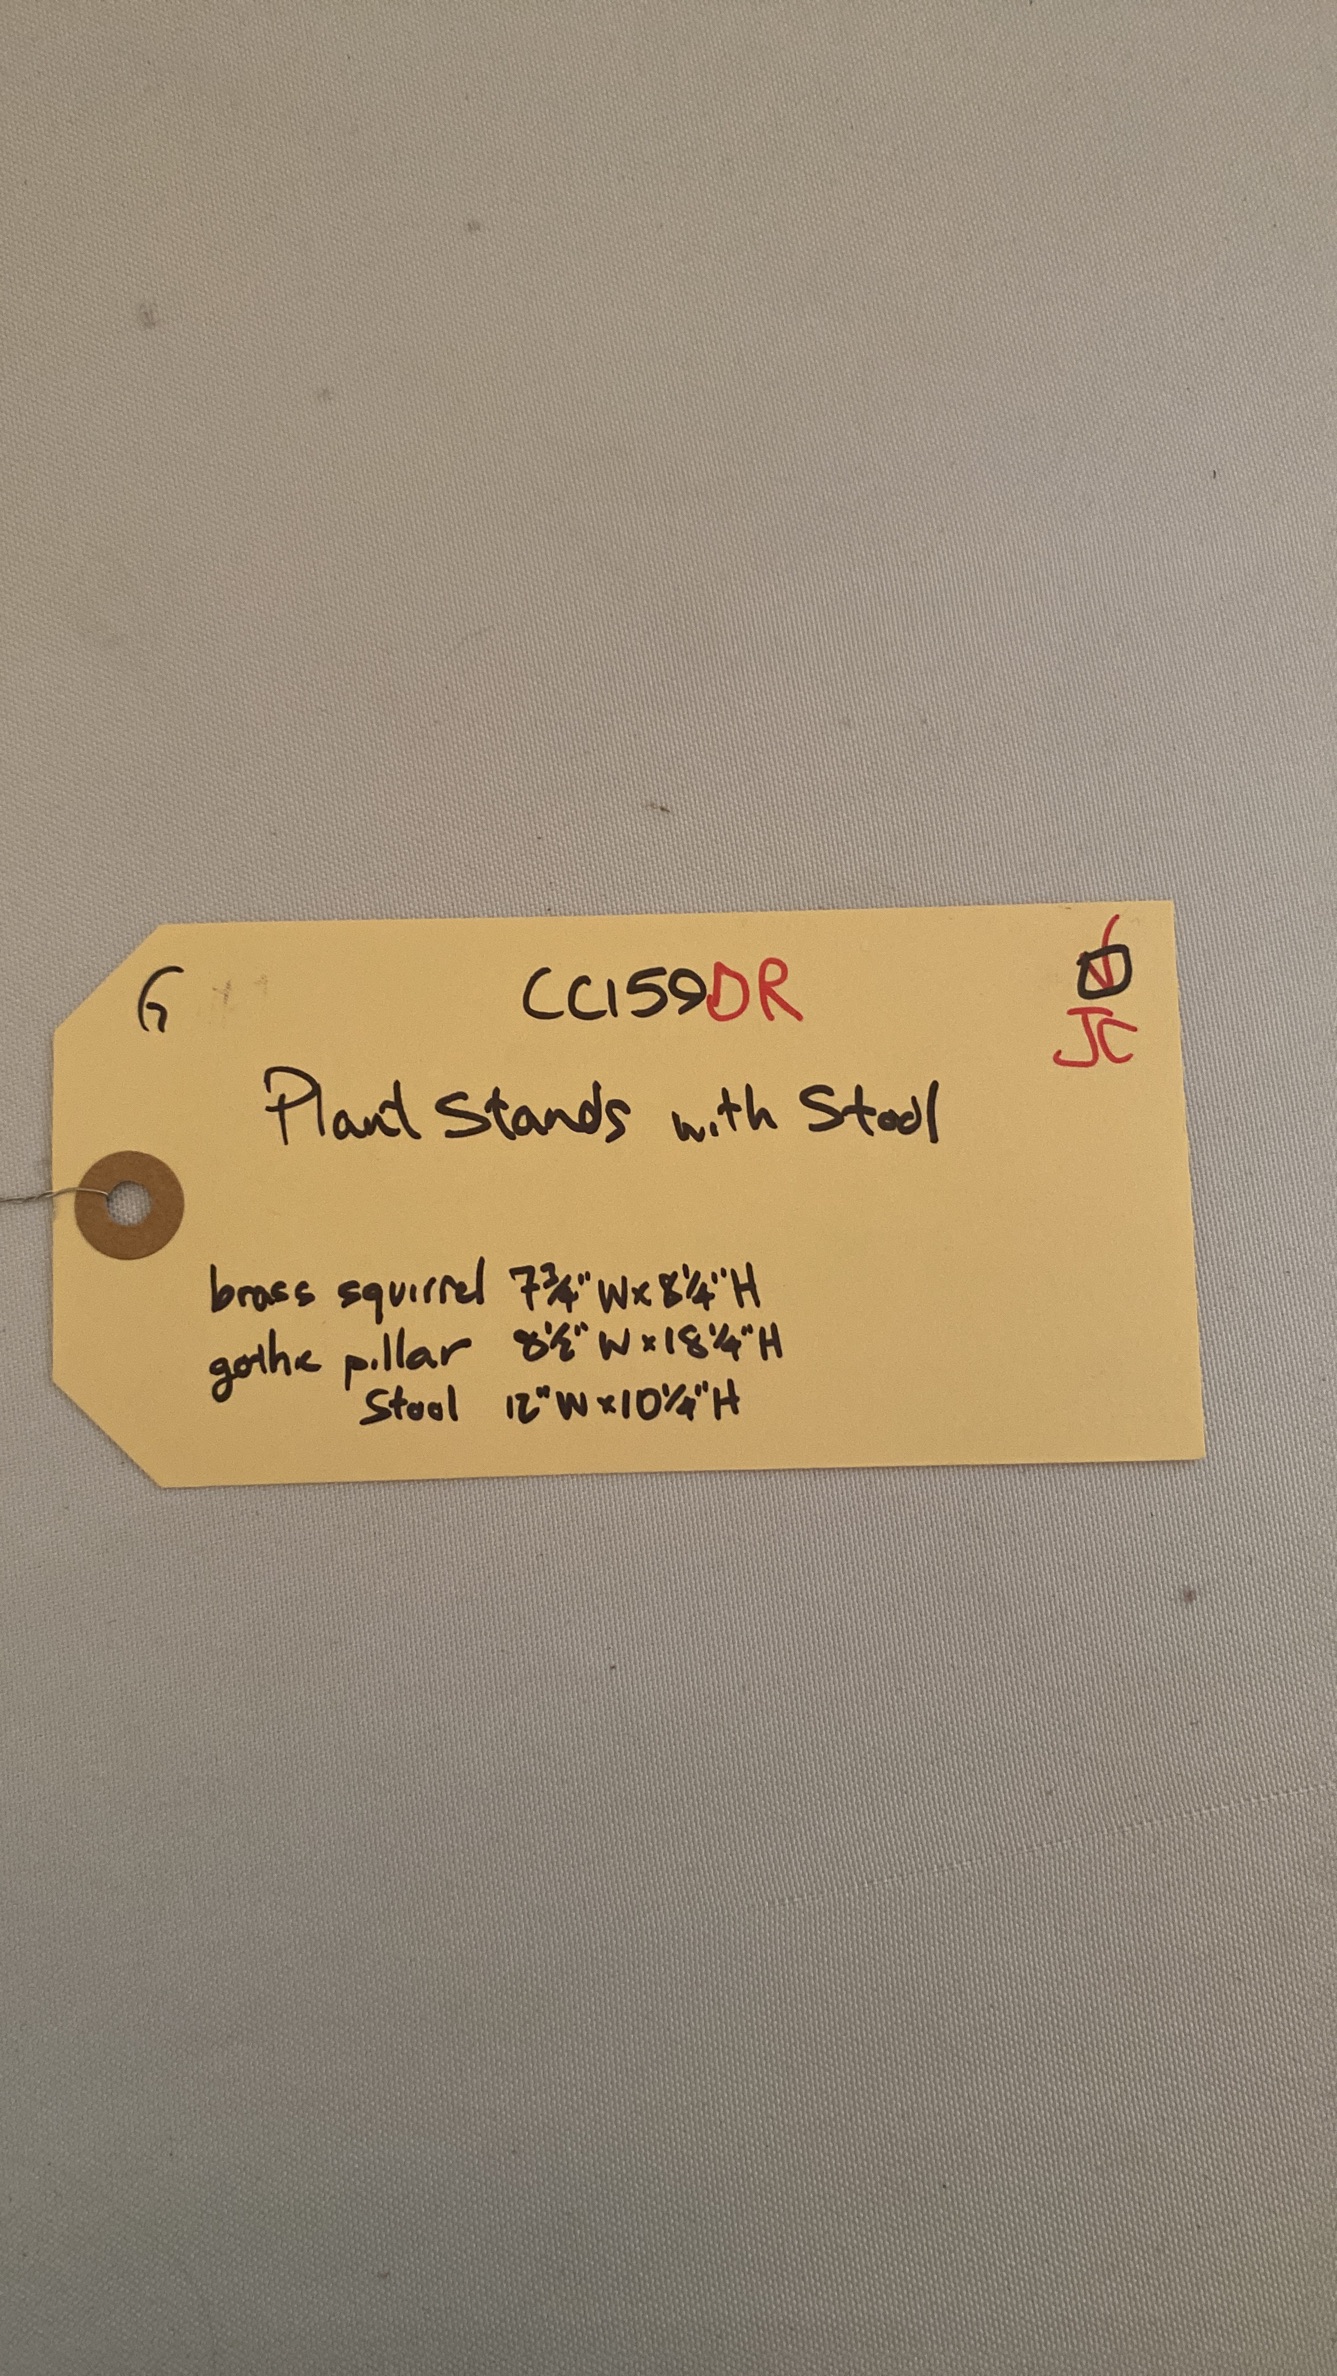 G CC159DR
JC
Plant Stands with Stool
brass squirrel 7¾" W x 8¼" H
gothic pillar 8½" W x 18¼" H
Stool 12" W x 10¼" H